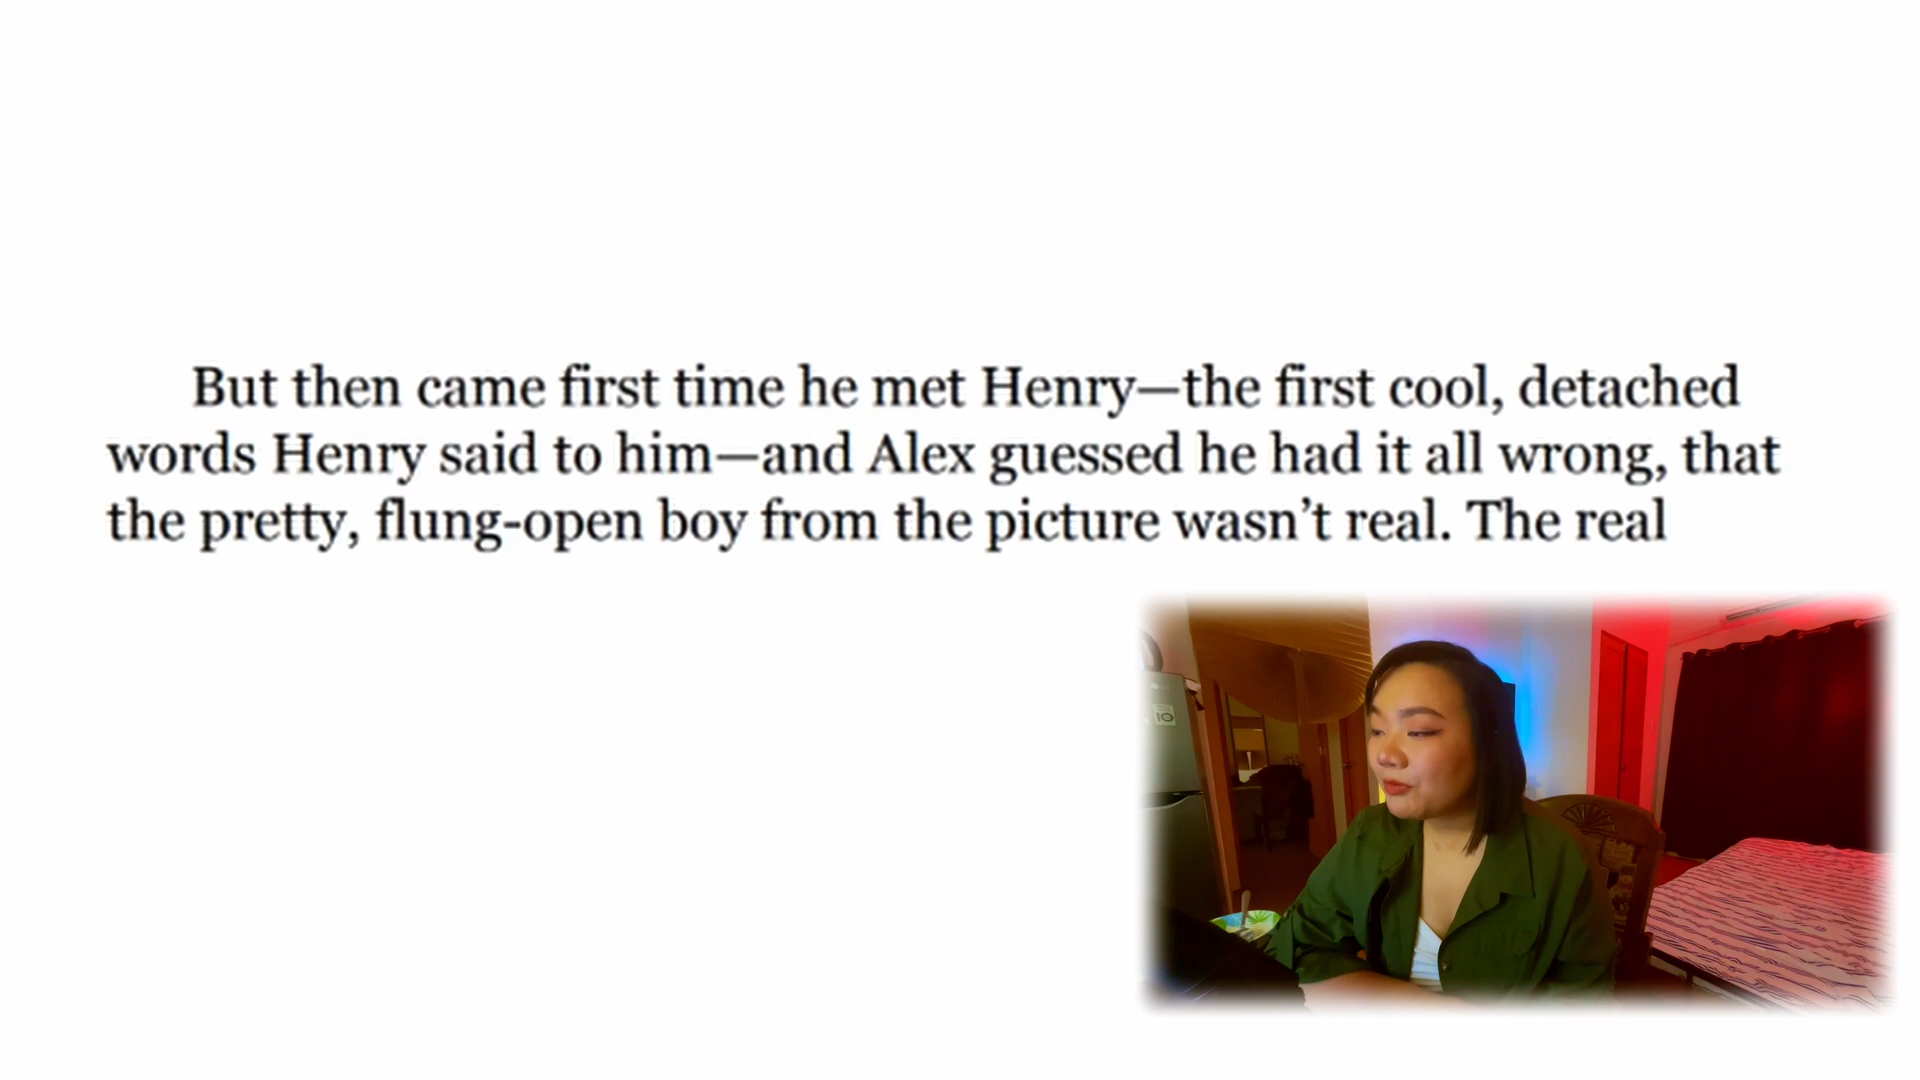 But then came first time he met Henry—the first cool, detached
words Henry said to him—and Alex guessed he had it all wrong, that
the pretty, flung-open boy from the picture wasn’t real. The real
10